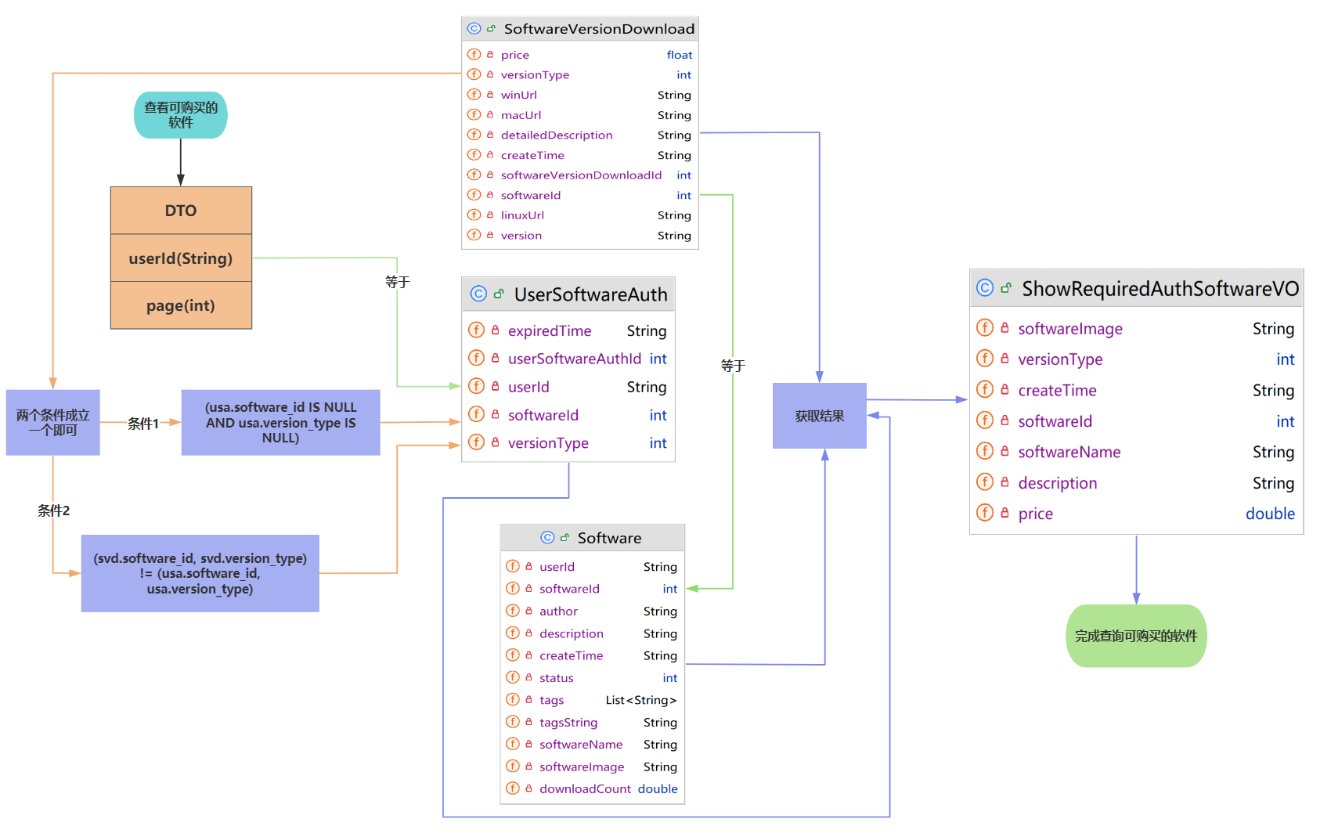 查看可购买的
软件
DTO
userId(String)
page(int)
两个条件成立
一个即可
条件1
(usa.software_id IS NULL
AND usa.version_type IS
NULL)
条件2
(svd.software_id, svd.version_type)
!= (usa.software_id,
usa.version_type)
C SoftwareVersionDownload
f price float
f versionType int
f winUrl String
f macUrl String
f detailedDescription String
f createTime String
f softwareVersionDownloadId int
f softwareId int
f linuxUrl String
f version String
等于
C UserSoftwareAuth
f expiredTime String
f userSoftwareAuthId int
f userId String
f softwareId int
f versionType int
等于
C Software
f userId String
f softwareId int
f author String
f description String
f createTime String
f status int
f tags List<String>
f tagsString String
f softwareName String
f softwareImage String
f downloadCount double
获取结果
C ShowRequiredAuthSoftwareVO
f softwareImage String
f versionType int
f createTime String
f softwareId int
f softwareName String
f description String
f price double
完成查询可购买的软件